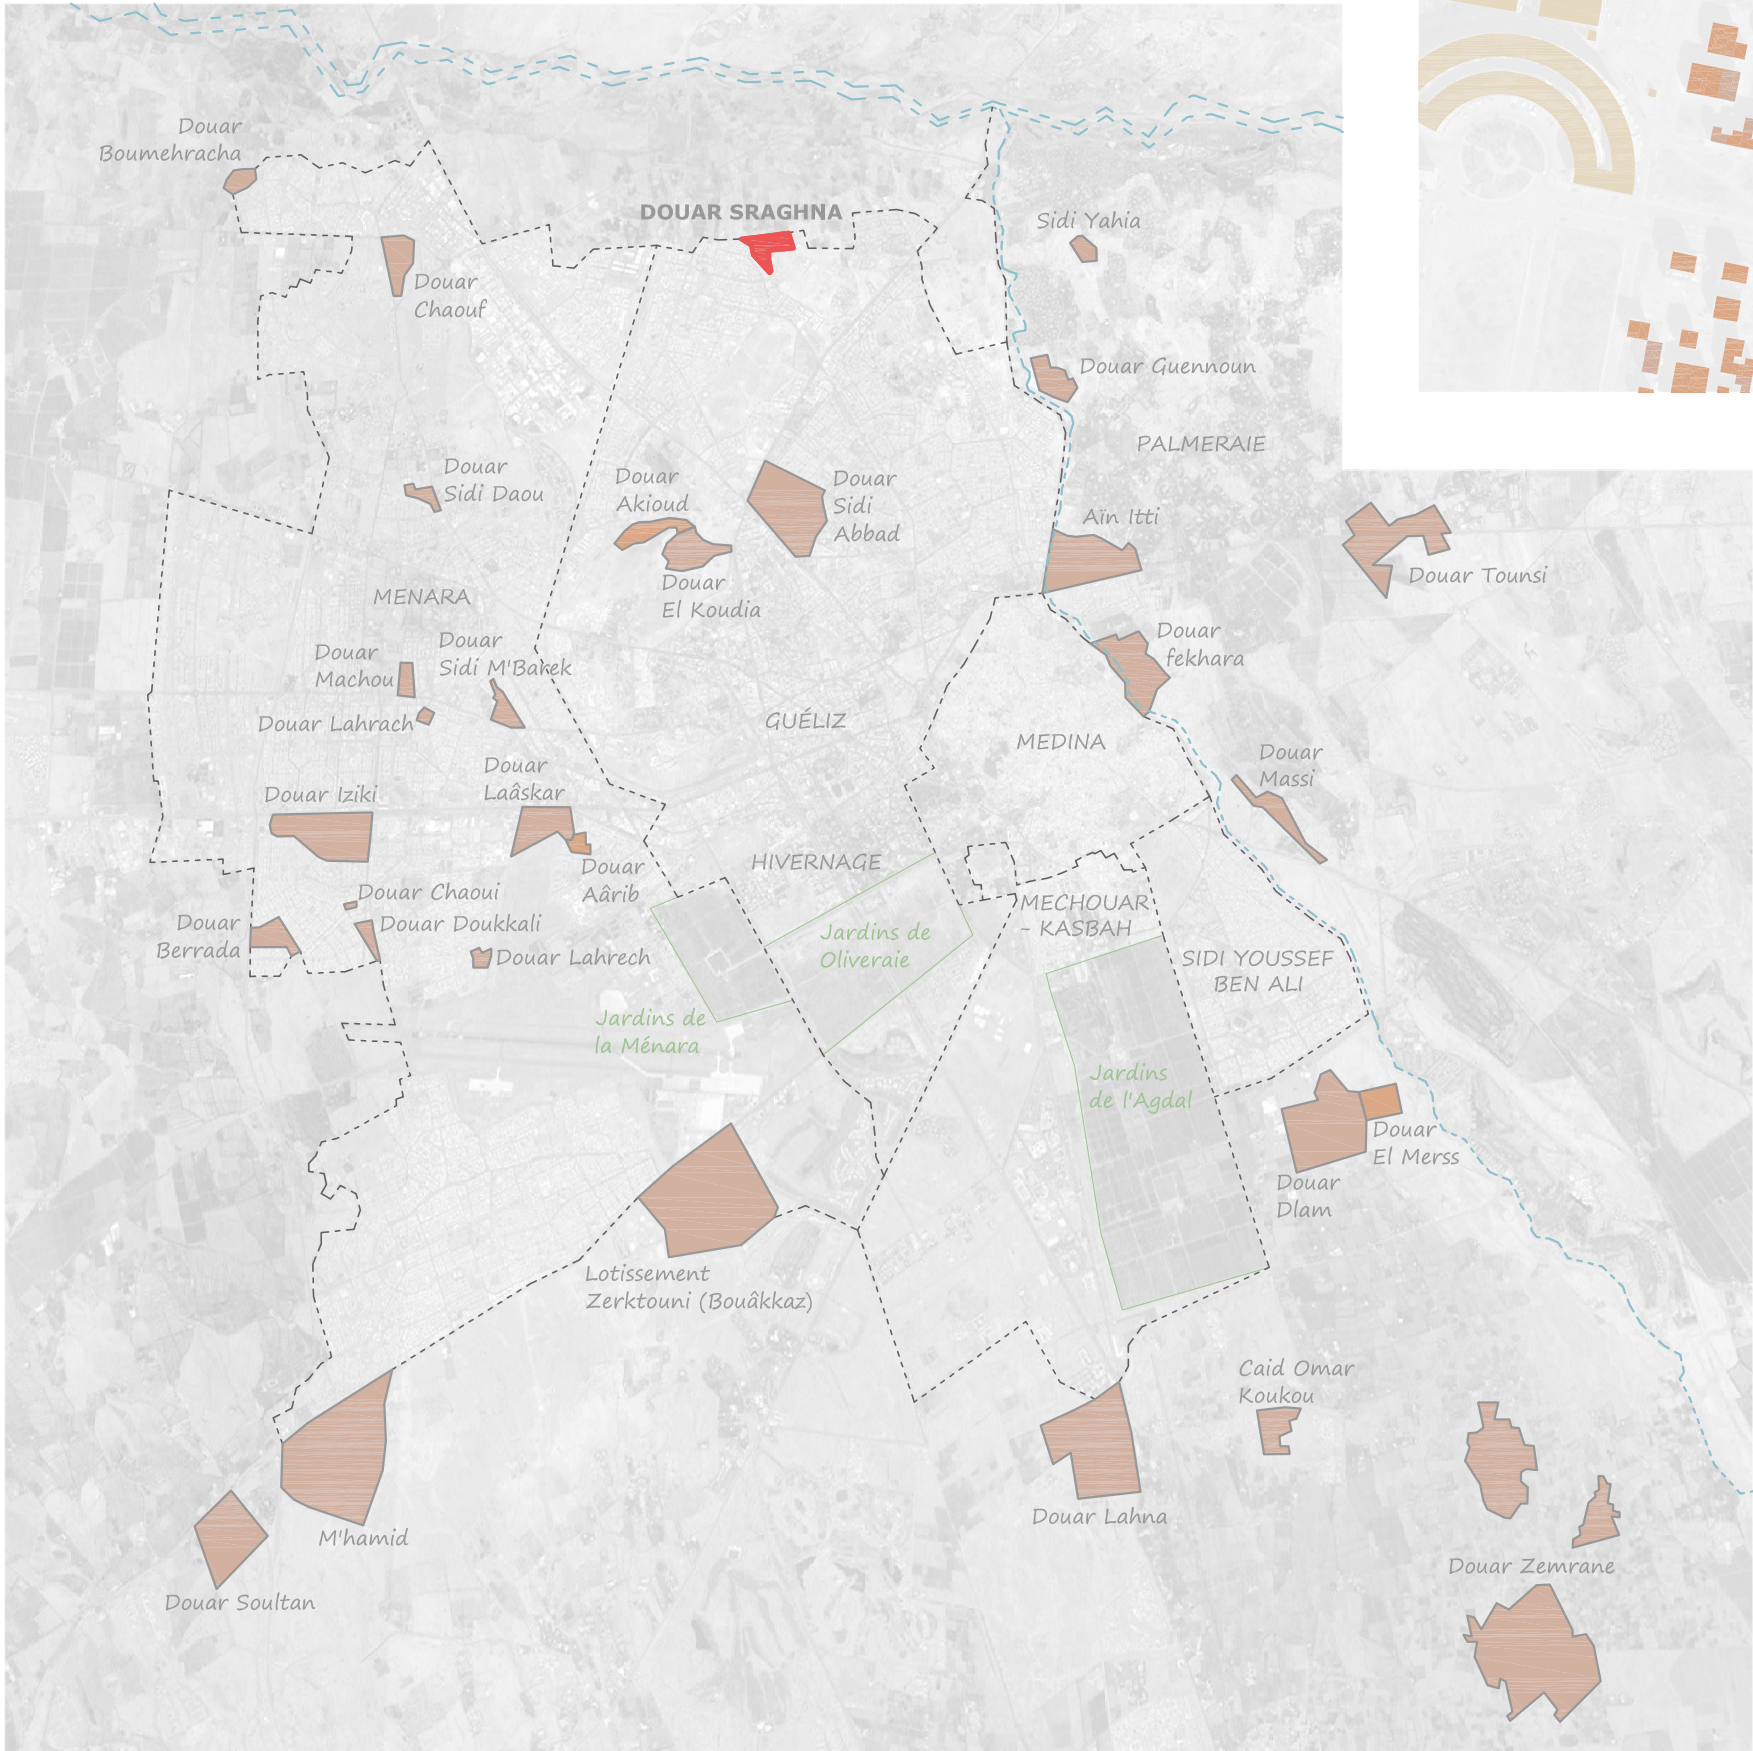 Douar
Boumehracha
DOUAR SRAGHNA
Sidi Yahia
Douar
Chaouf
Douar Guennoun
PALMERAIE
Douar
Sidi Daou
Douar
Akioud
Douar
Sidi
Abbad
Aïn Itti
Douar Tounsi
Douar
El Koudia
MENARA
Douar
fekhara
Douar
Machou
Douar
Sidi M'Barek
Douar Lahrach
GUÉLIZ
MEDINA
Douar
Massi
Douar Iziki
Douar
Laâskar
HIVERNAGE
Douar
Aârib
Douar Chaoui
Douar
Berrada
Douar Doukkali
Douar Lahrech
MECHOUAR
- KASBAH
Jardins de
Oliveraie
SIDI YOUSSEF
BEN ALI
Jardins de
la Ménara
Jardins
de l'Agdal
Douar
El Merss
Douar
Dlam
Lotissement
Zerktouni (Bouâkkaz)
Caid Omar
Koukou
M'hamid
Douar Lahna
Douar Zemrane
Douar Soultan